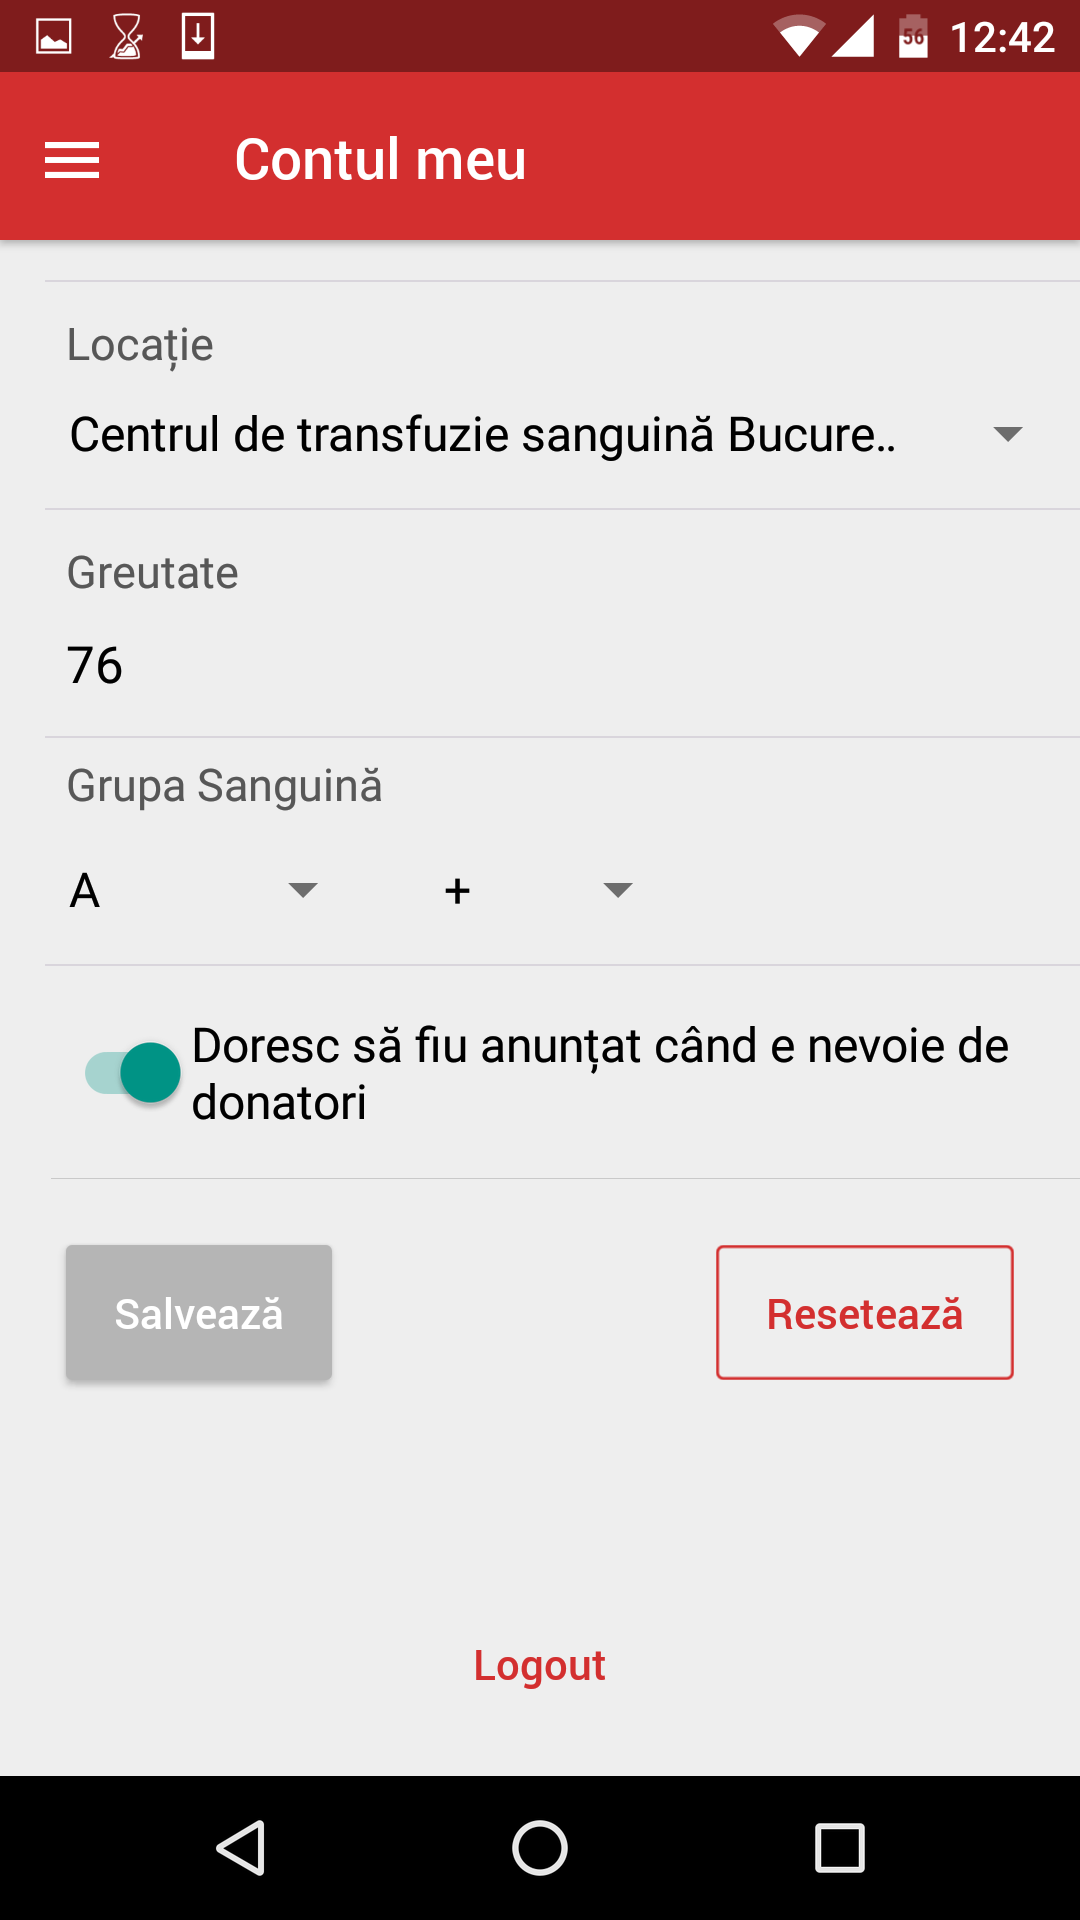 56 12:42
Contul meu
Locație
Centrul de transfuzie sanguină Bucure..
Greutate
76
Grupa Sanguină
A +
Doresc să fiu anunțat când e nevoie de
donatori
Salvează Resetează
Logout